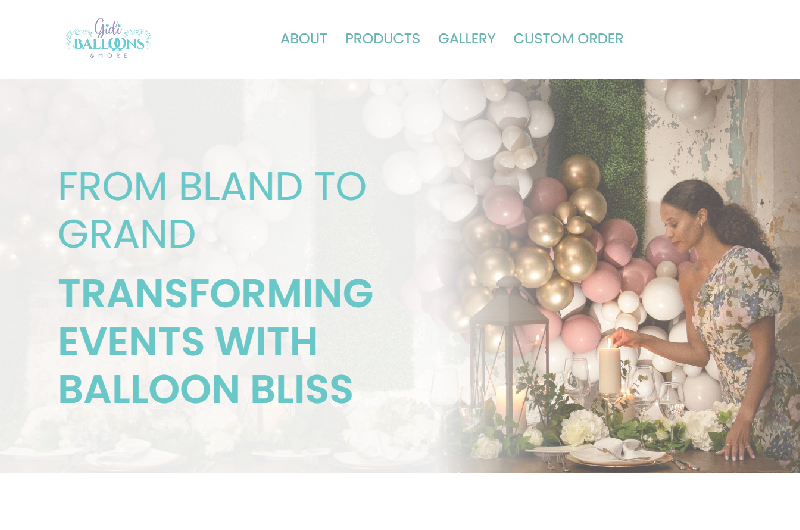 Gidi
BALLOONS
& MORE
ABOUT PRODUCTS GALLERY CUSTOM ORDER
FROM BLAND TO
GRAND
TRANSFORMING
EVENTS WITH
BALLOON BLISS